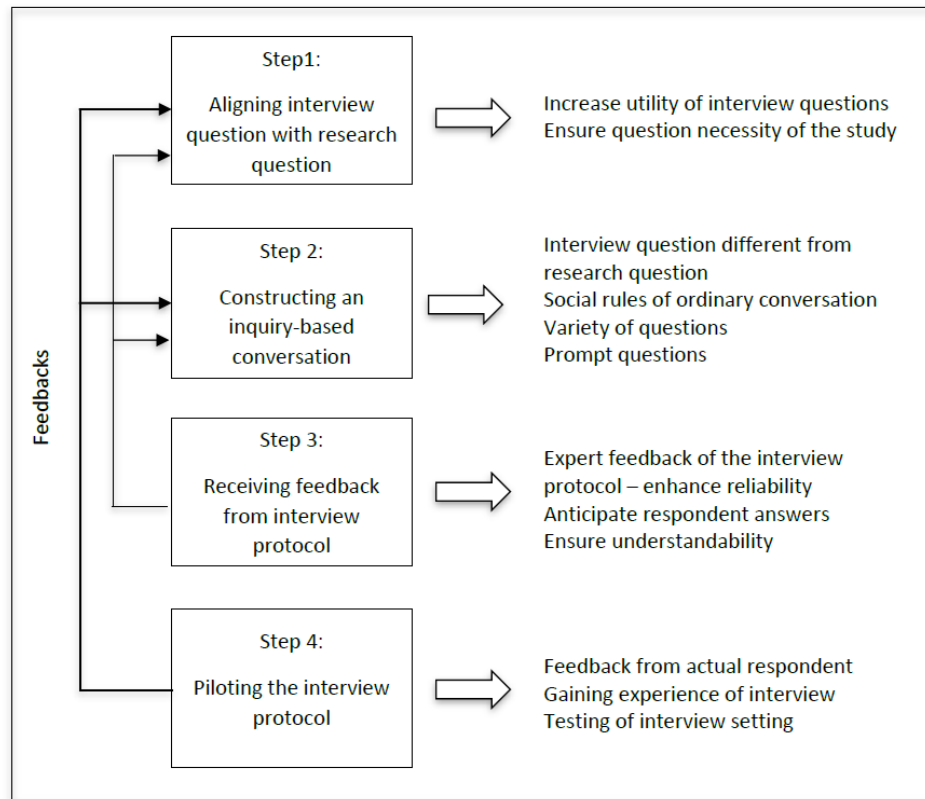 Step1:
Aligning interview
question with research
question
Increase utility of interview questions
Ensure question necessity of the study
Step 2:
Constructing an
inquiry-based
conversation
Interview question different from
research question
Social rules of ordinary conversation
Variety of questions
Prompt questions
Feedbacks
Step 3:
Receiving feedback
from interview
protocol
Expert feedback of the interview
protocol – enhance reliability
Anticipate respondent answers
Ensure understandability
Step 4:
Piloting the interview
protocol
Feedback from actual respondent
Gaining experience of interview
Testing of interview setting